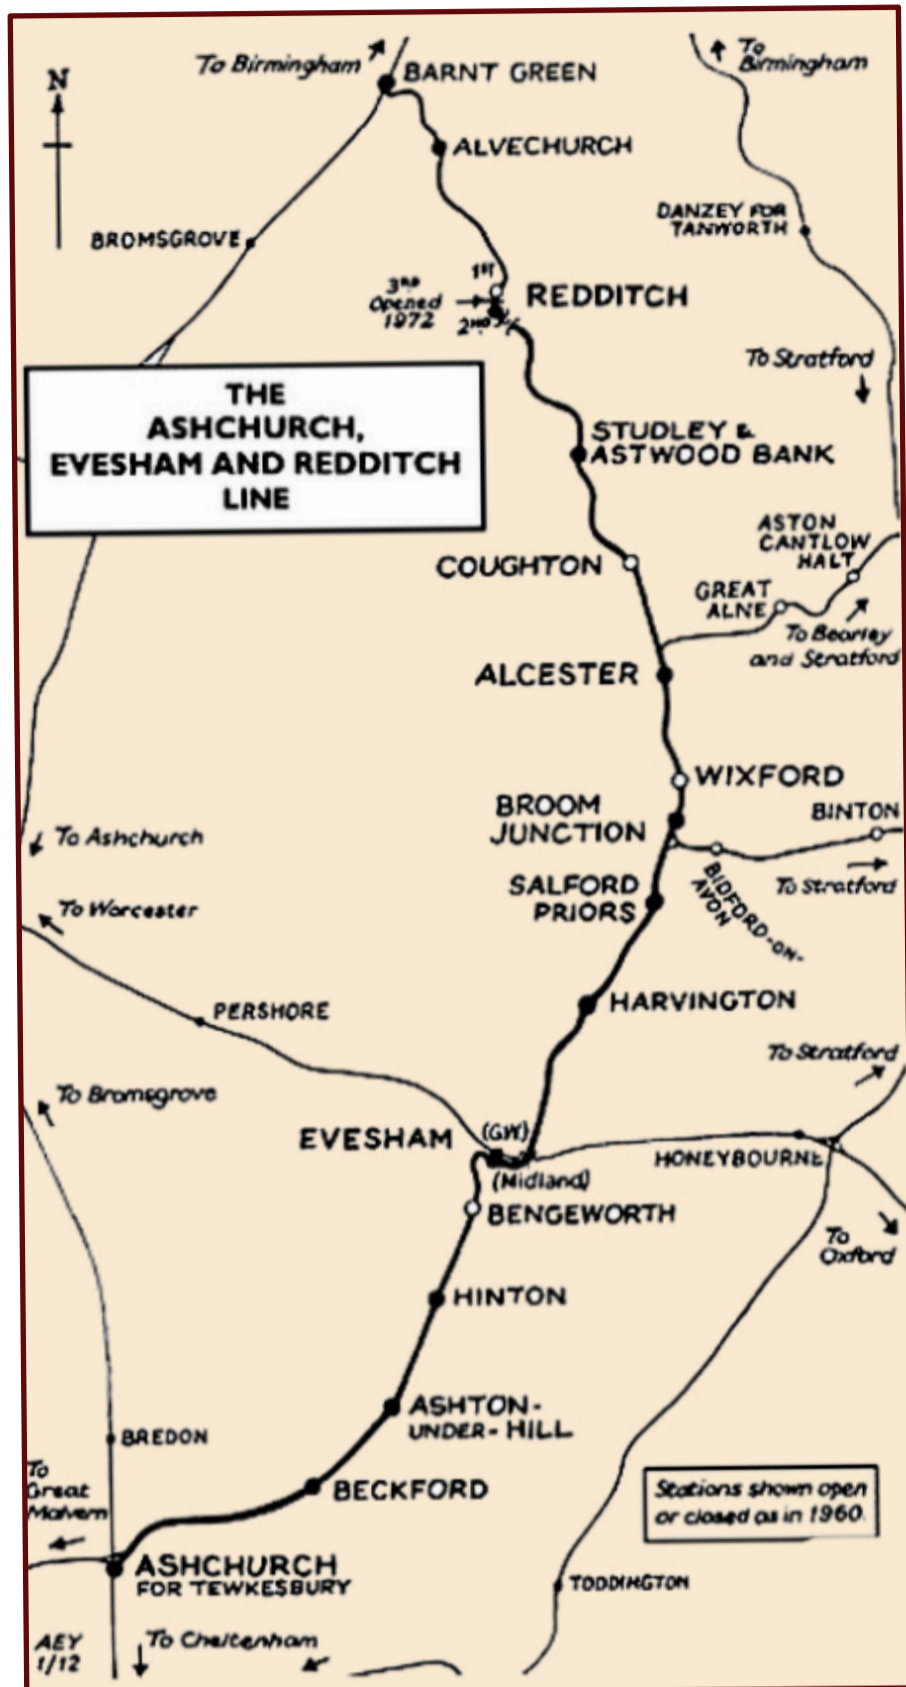 To Birmingham
BARNT GREEN
To
Birmingham
N
ALVECHURCH
DANZEY FOR
TANWORTH
BROMSGROVE
1ST
3RD
Opened
1972
2ND
REDDITCH
To Stratford
THE
ASHCHURCH,
EVESHAM AND REDDITCH
LINE
STUDLEY &
ASTWOOD BANK
ASTON
CANTLOW
HALT
COUGHTON
GREAT
ALNE
To Bearley
and Stratford
ALCESTER
WIXFORD
BROOM
JUNCTION
BINTON
To Ashchurch
To Stratford
SALFORD
PRIORS
BIDFORD-ON-
AVON
To Worcester
HARVINGTON
PERSHORE
To Stratford
To Bromsgrove
EVESHAM
(GW)
(Midland)
HONEYBOURNE
BENGEWORTH
To
Oxford
HINTON
ASHTON-
UNDER-HILL
BREDON
To
Great
Malvern
BECKFORD
Stations shown open
or closed as in 1960.
ASHCHURCH
FOR TEWKESBURY
TODDINGTON
AEY
1/12
To Cheltenham